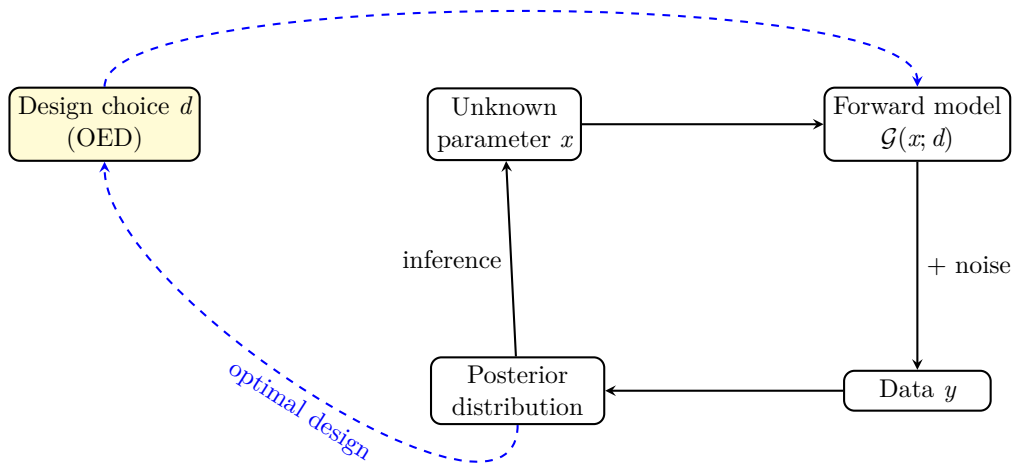 Design choice d
(OED)
Unknown
parameter x
Forward model
𝒢(x; d)
inference
+ noise
optimal design
Posterior
distribution
Data y